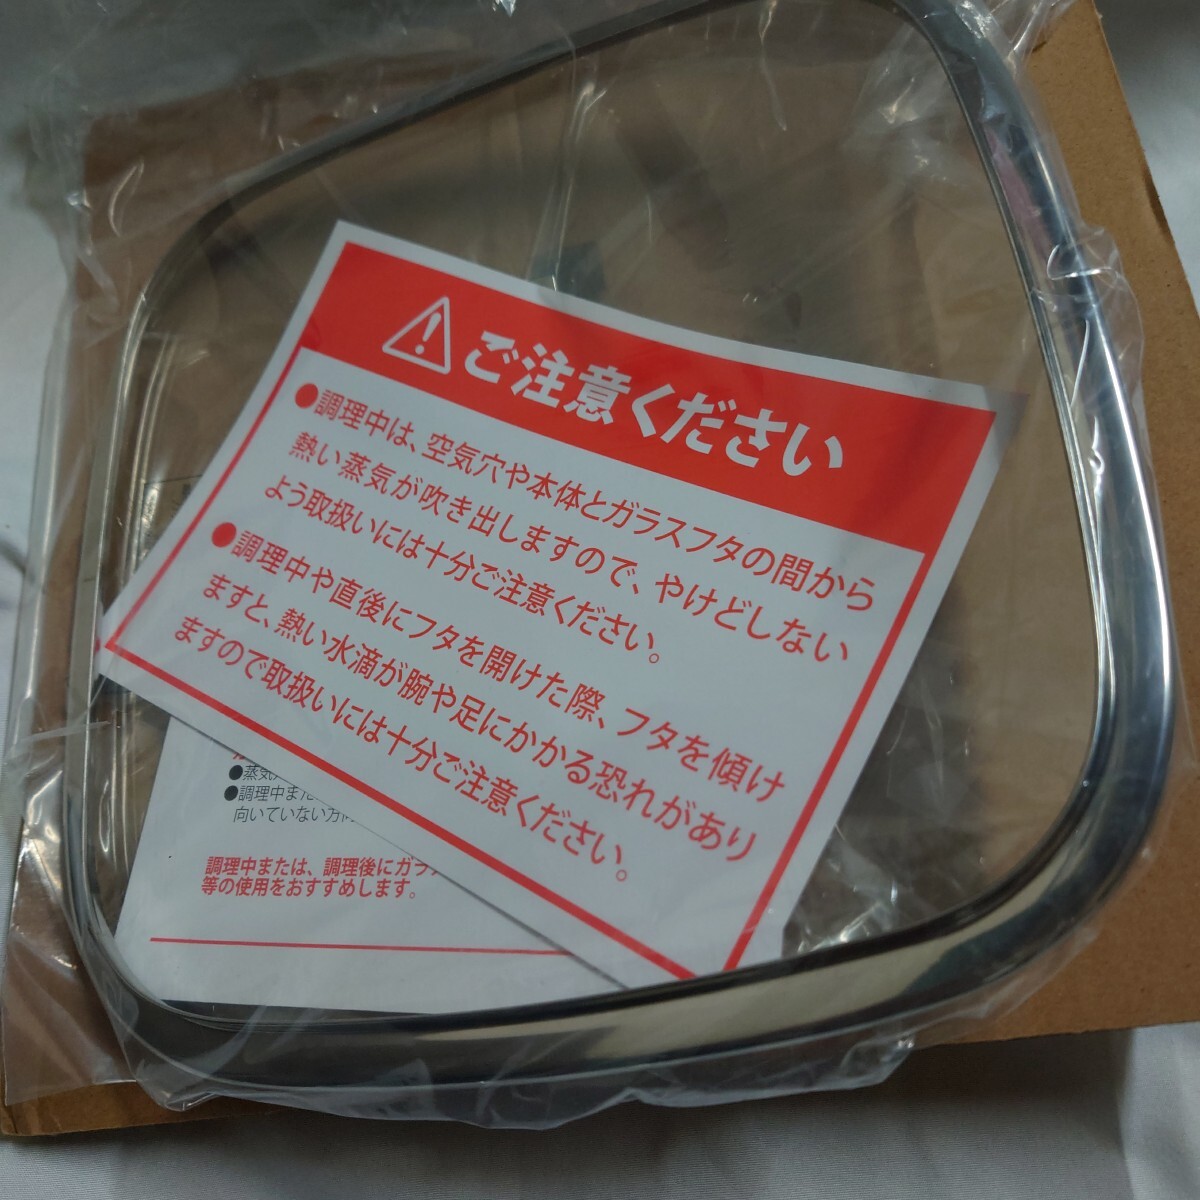 ご注意ください
●調理中は、空気穴や本体とガラスフタの間から
熱い蒸気が吹き出しますので、やけどしない
よう取扱いには十分ご注意ください。
●調理中や直後にフタを開けた際、フタを傾け
ますと、熱い水滴が腕や足にかかる恐れがあり
ますので取扱いには十分ご注意ください。
●蒸気
●調理中また
向いていない方
調理中または、調理後にガラ
等の使用をおすすめします。